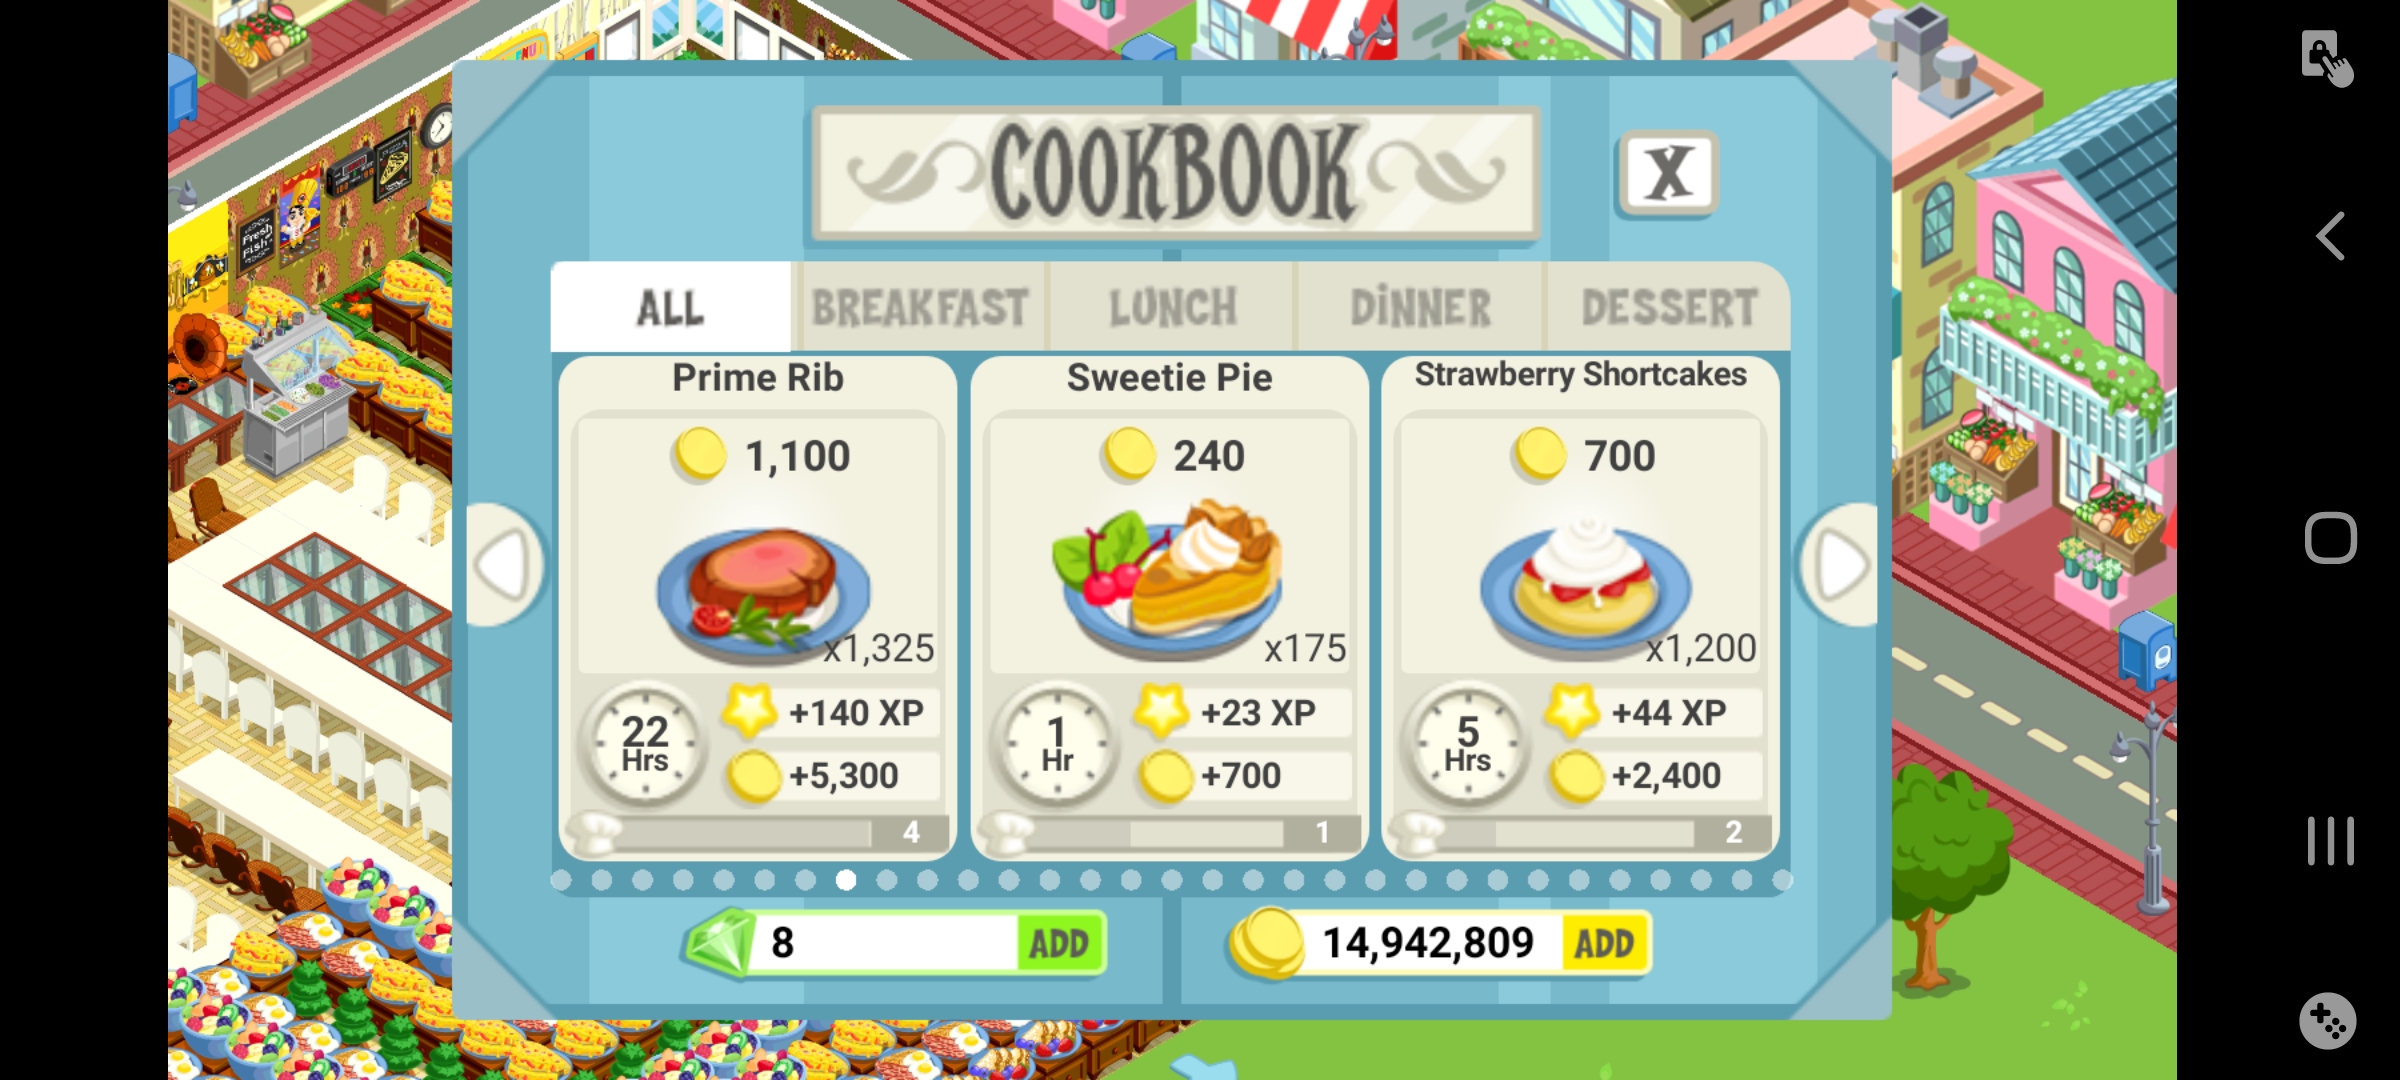 COOKBOOK
X
ALL
BREAKFAST
LUNCH
DINNER
DESSERT
Prime Rib
1,100
x1,325
22
Hrs
+140 XP
+5,300
4
Sweetie Pie
240
x175
1
Hr
+23 XP
+700
1
Strawberry Shortcakes
700
x1,200
5
Hrs
+44 XP
+2,400
2
8
ADD
14,942,809
ADD
Fresh
Fish